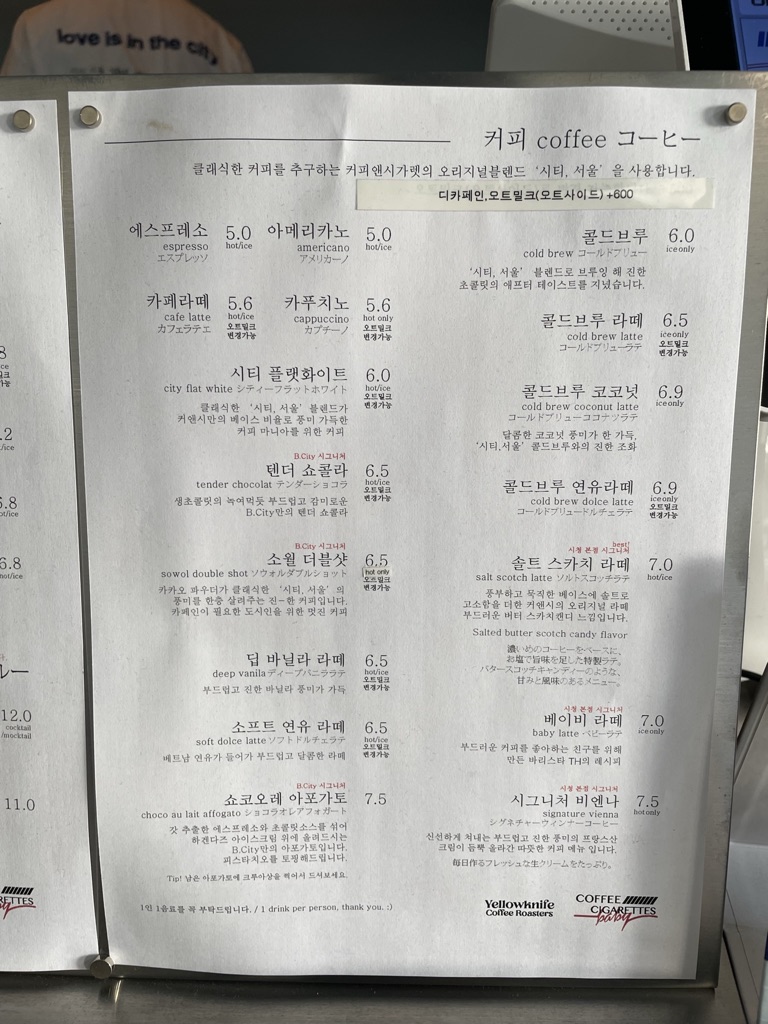 love is in the city
커피 coffee コーヒー
클래식한 커피를 추구하는 커피앤시가렛의 오리지널블렌드 ‘시티, 서울’ 을 사용합니다.
디카페인,오트밀크(오트사이드) +600
에스프레소 5.0
espresso hot/ice
エスプレッソ
아메리카노 5.0
americano hot/ice
アメリカーノ
카페라떼 5.6
cafe latte hot/ice
カフェラテエ 오트밀크
변경가능
카푸치노 5.6
cappuccino hot only
カプチーノ 오트밀크
변경가능
시티 플랫화이트 6.0
city flat white シティーフラットホワイト hot/ice
오트밀크
변경가능
클래식한 ‘시티, 서울’ 블렌드가
커앤시만의 베이스 비율로 풍미 가득한
커피 마니아를 위한 커피
B.City 시그니처
텐더 쇼콜라 6.5
tender chocolat テンダーショコラ hot/ice
오트밀크
변경가능
생초콜릿의 녹여먹듯 부드럽고 감미로운
B.City만의 텐더 쇼콜라
B.City 시그니처
소월 더블샷 6.5
sowol double shot ソウォルダブルショット hot only
오트밀크
변경가능
카카오 파우더가 클래식한 ‘시티, 서울’ 의
풍미를 한층 살려주는 진-한 커피입니다.
카페인이 필요한 도시인을 위한 멋진 커피
딥 바닐라 라떼 6.5
deep vanila ディープバニララテ hot/ice
오트밀크
변경가능
부드럽고 진한 바닐라 풍미가 가득
소프트 연유 라떼 6.5
soft dolce latte ソフトドルチェラテ hot/ice
오트밀크
변경가능
베트남 연유가 들어가 부드럽고 달콤한 라떼
B.City 시그니처
쇼코오레 아포가토 7.5
choco au lait affogato ショコラオレアフォガート
갓 추출한 에스프레소와 초콜릿소스를 섞어
하겐다즈 아이스크림 위에 올려드시는
B.City만의 아포가토입니다.
피스타치오를 토핑해드립니다.
Tip! 남은 아포가토에 크루아상을 찍어서 드셔보세요.
1인 1음료를 꼭 부탁드립니다. / 1 drink per person, thank you. :)
콜드브루 6.0
cold brew コールドブリュー ice only
‘시티, 서울’ 블렌드로 브루잉 해 진한
초콜릿의 애프터 테이스트를 지녔습니다.
콜드브루 라떼 6.5
cold brew latte ice only
コールドブリューラテ 오트밀크
변경가능
콜드브루 코코넛 6.9
cold brew coconut latte ice only
コールドブリューココナッツラテ
달콤한 코코넛 풍미가 한 가득,
‘시티,서울’ 콜드브루와의 진한 조화
콜드브루 연유라떼 6.9
cold brew dolce latte ice only
コールドブリュードルチェラテ 오트밀크
변경가능
best!
시청 본점 시그니처
솔트 스카치 라떼 7.0
salt scotch latte ソルトスコッチラテ hot/ice
풍부하고 묵직한 베이스에 솔트로
고소함을 더한 커앤시의 오리지널 라떼
부드러운 버터 스카치캔디 느낌입니다.
Salted butter scotch candy flavor
濃いめのコーヒーをベースに、
お塩で旨味を足した特製ラテ。
バタースコッチキャンディーのような、
甘みと風味のあるメニュー。
시청 본점 시그니처
베이비 라떼 7.0
baby latte ベビーラテ ice only
부드러운 커피를 좋아하는 친구를 위해
만든 바리스타 TH의 레시피
시청 본점 시그니처
시그니처 비엔나 7.5
signature vienna hot only
シグネチャーウィンナーコーヒー
신선하게 쳐내는 부드럽고 진한 풍미의 프랑스산
크림이 듬뿍 올라간 따뜻한 커피 메뉴 입니다.
毎日作るフレッシュな生クリームをたっぷり。
Yellowknife
Coffee Roasters
COFFEE
CIGARETTES
baby
6.8
hot/ice
ルー
12.0
cocktail
/mocktail
11.0